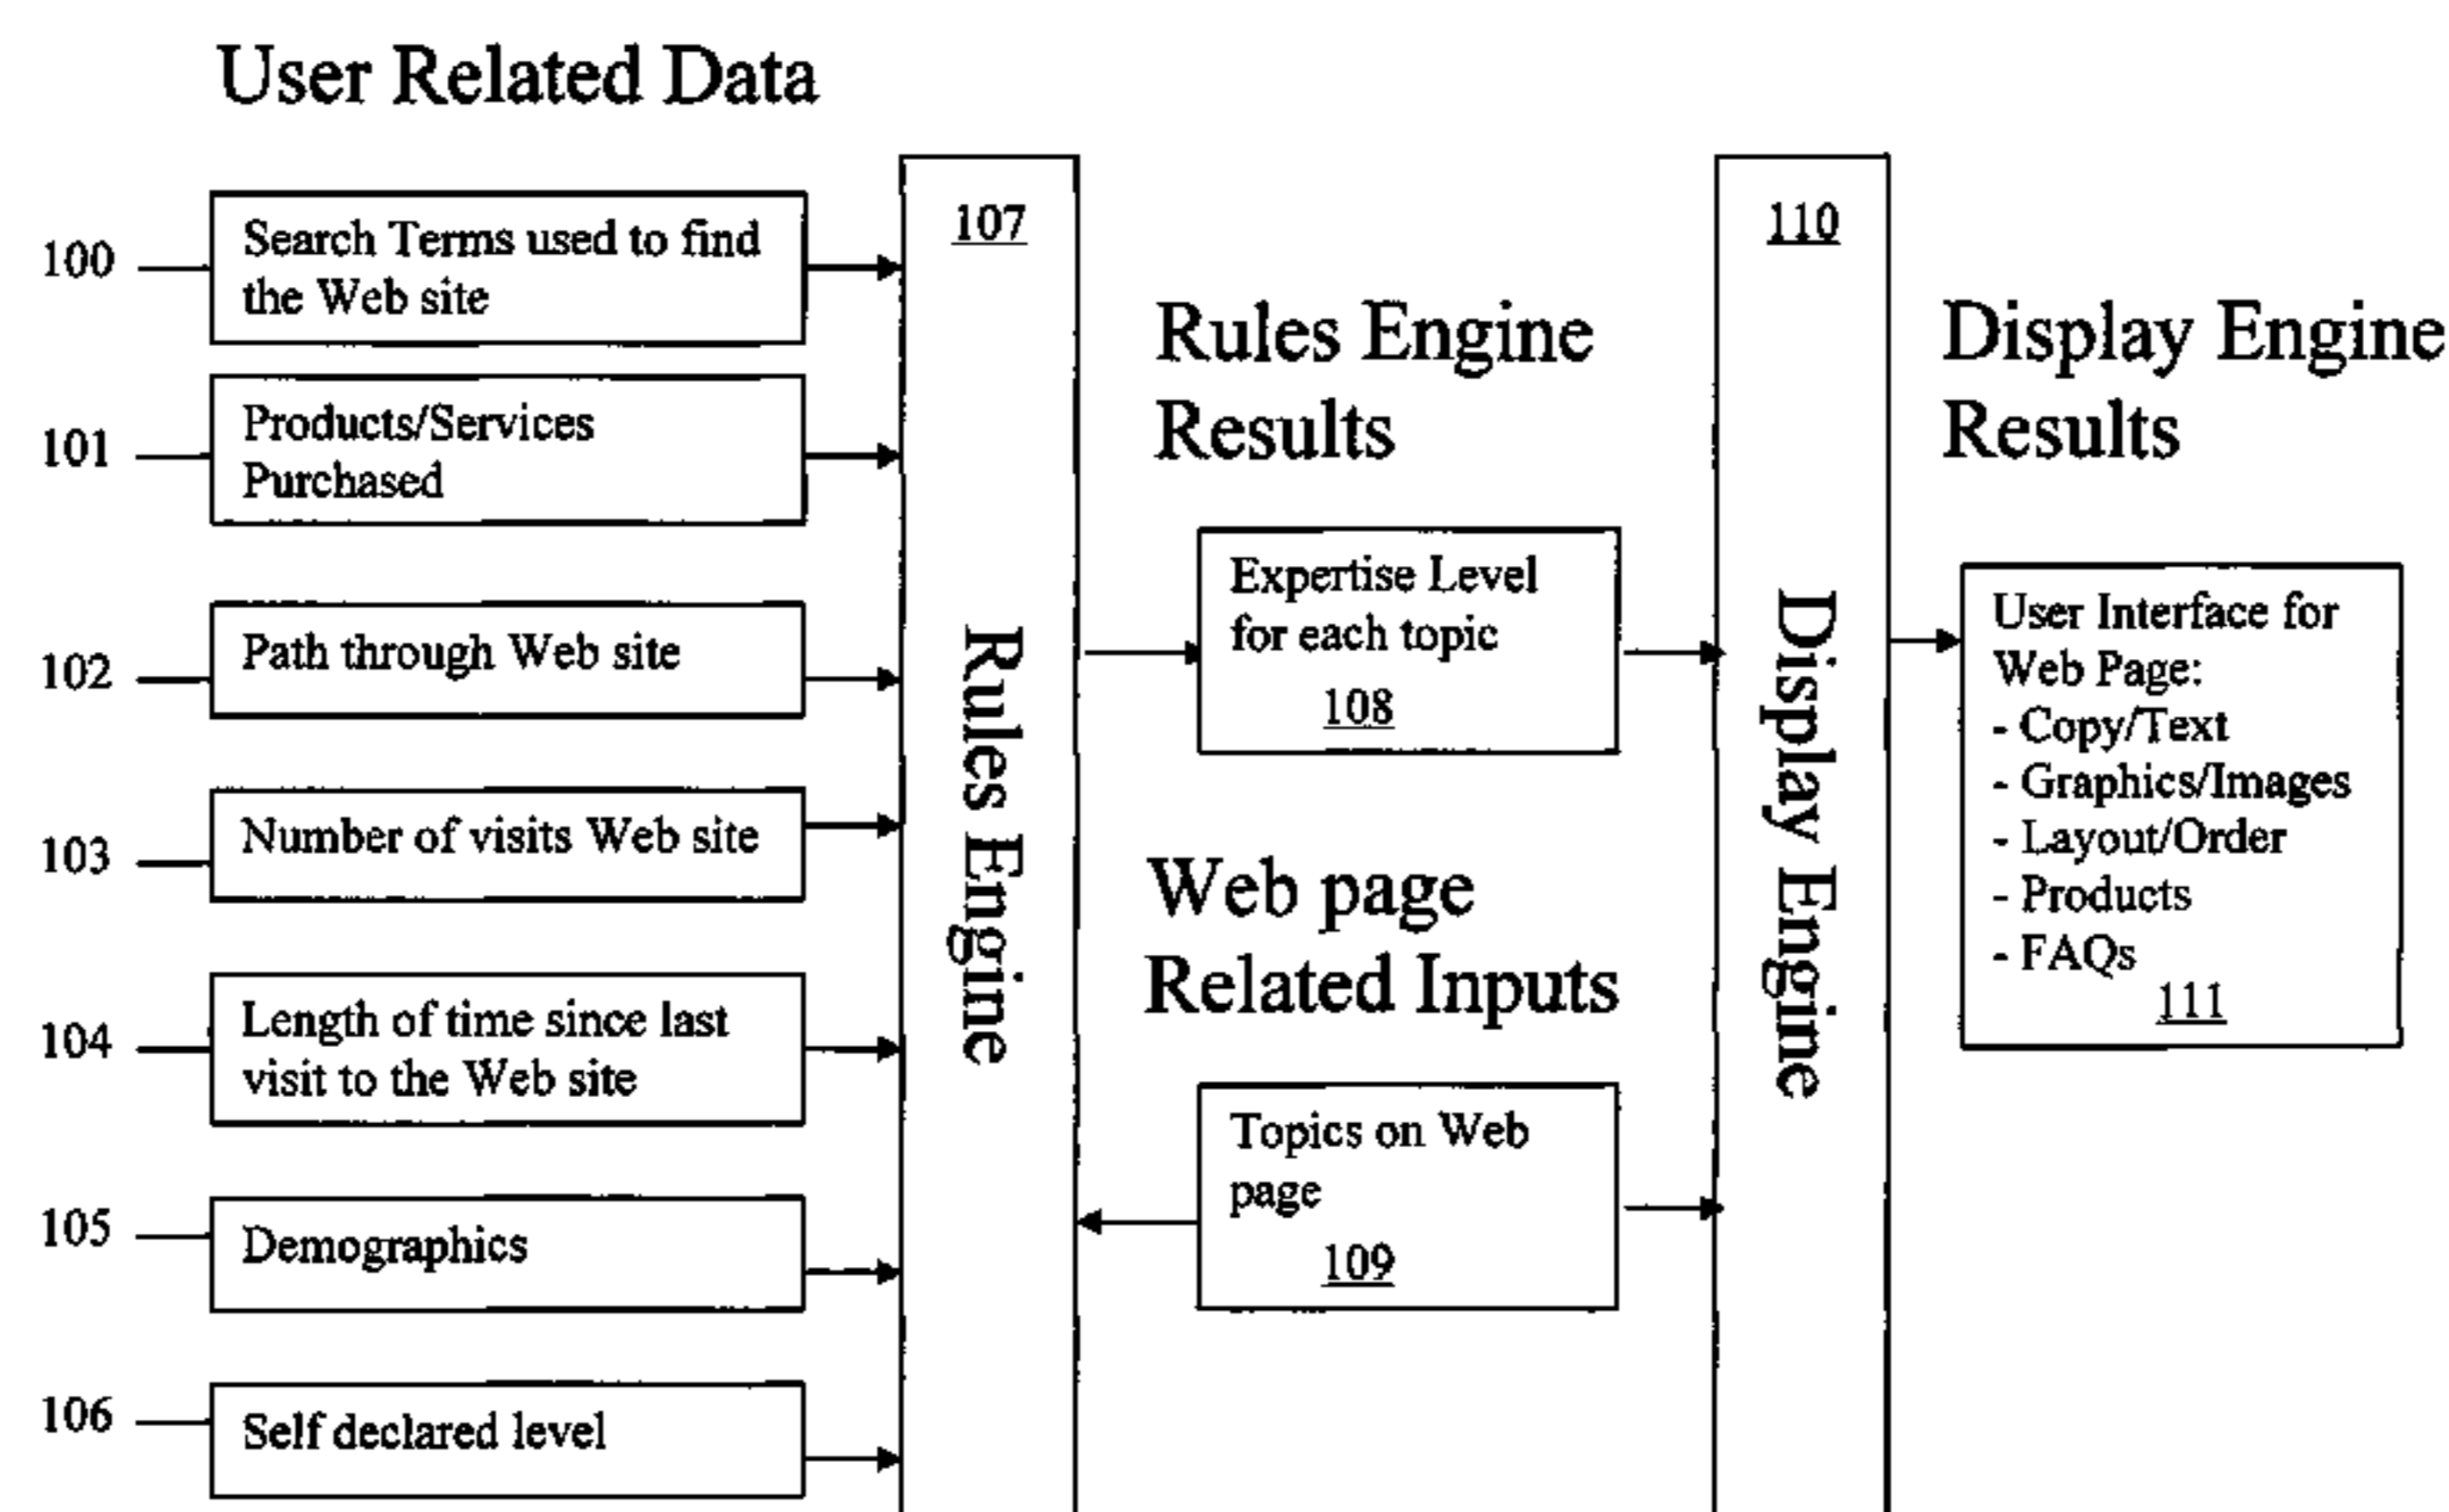 User Related Data
100
Search Terms used to find
the Web site
101
Products/Services
Purchased
102
Path through Web site
103
Number of visits Web site
104
Length of time since last
visit to the Web site
105
Demographics
106
Self declared level
107
Rules Engine
Rules Engine
Results
Expertise Level
for each topic
108
Web page
Related Inputs
Topics on Web
page
109
110
Display Engine
Display Engine
Results
User Interface for
Web Page:
- Copy/Text
- Graphics/Images
- Layout/Order
- Products
- FAQs
111